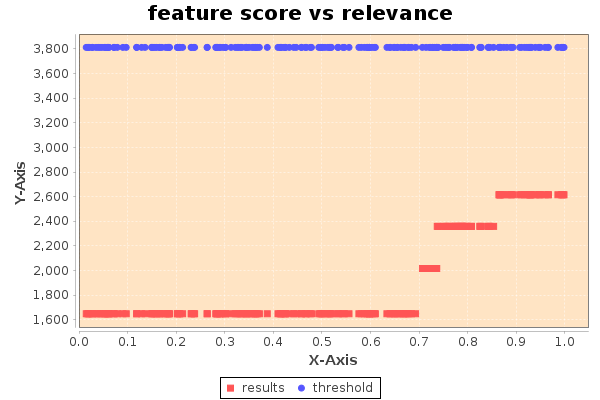 feature score vs relevance
3,800
3,600
3,400
3,200
3,000
2,800
2,600
2,400
2,200
2,000
1,800
1,600
Y-Axis
0.0 0.1 0.2 0.3 0.4 0.5 0.6 0.7 0.8 0.9 1.0
X-Axis
results threshold